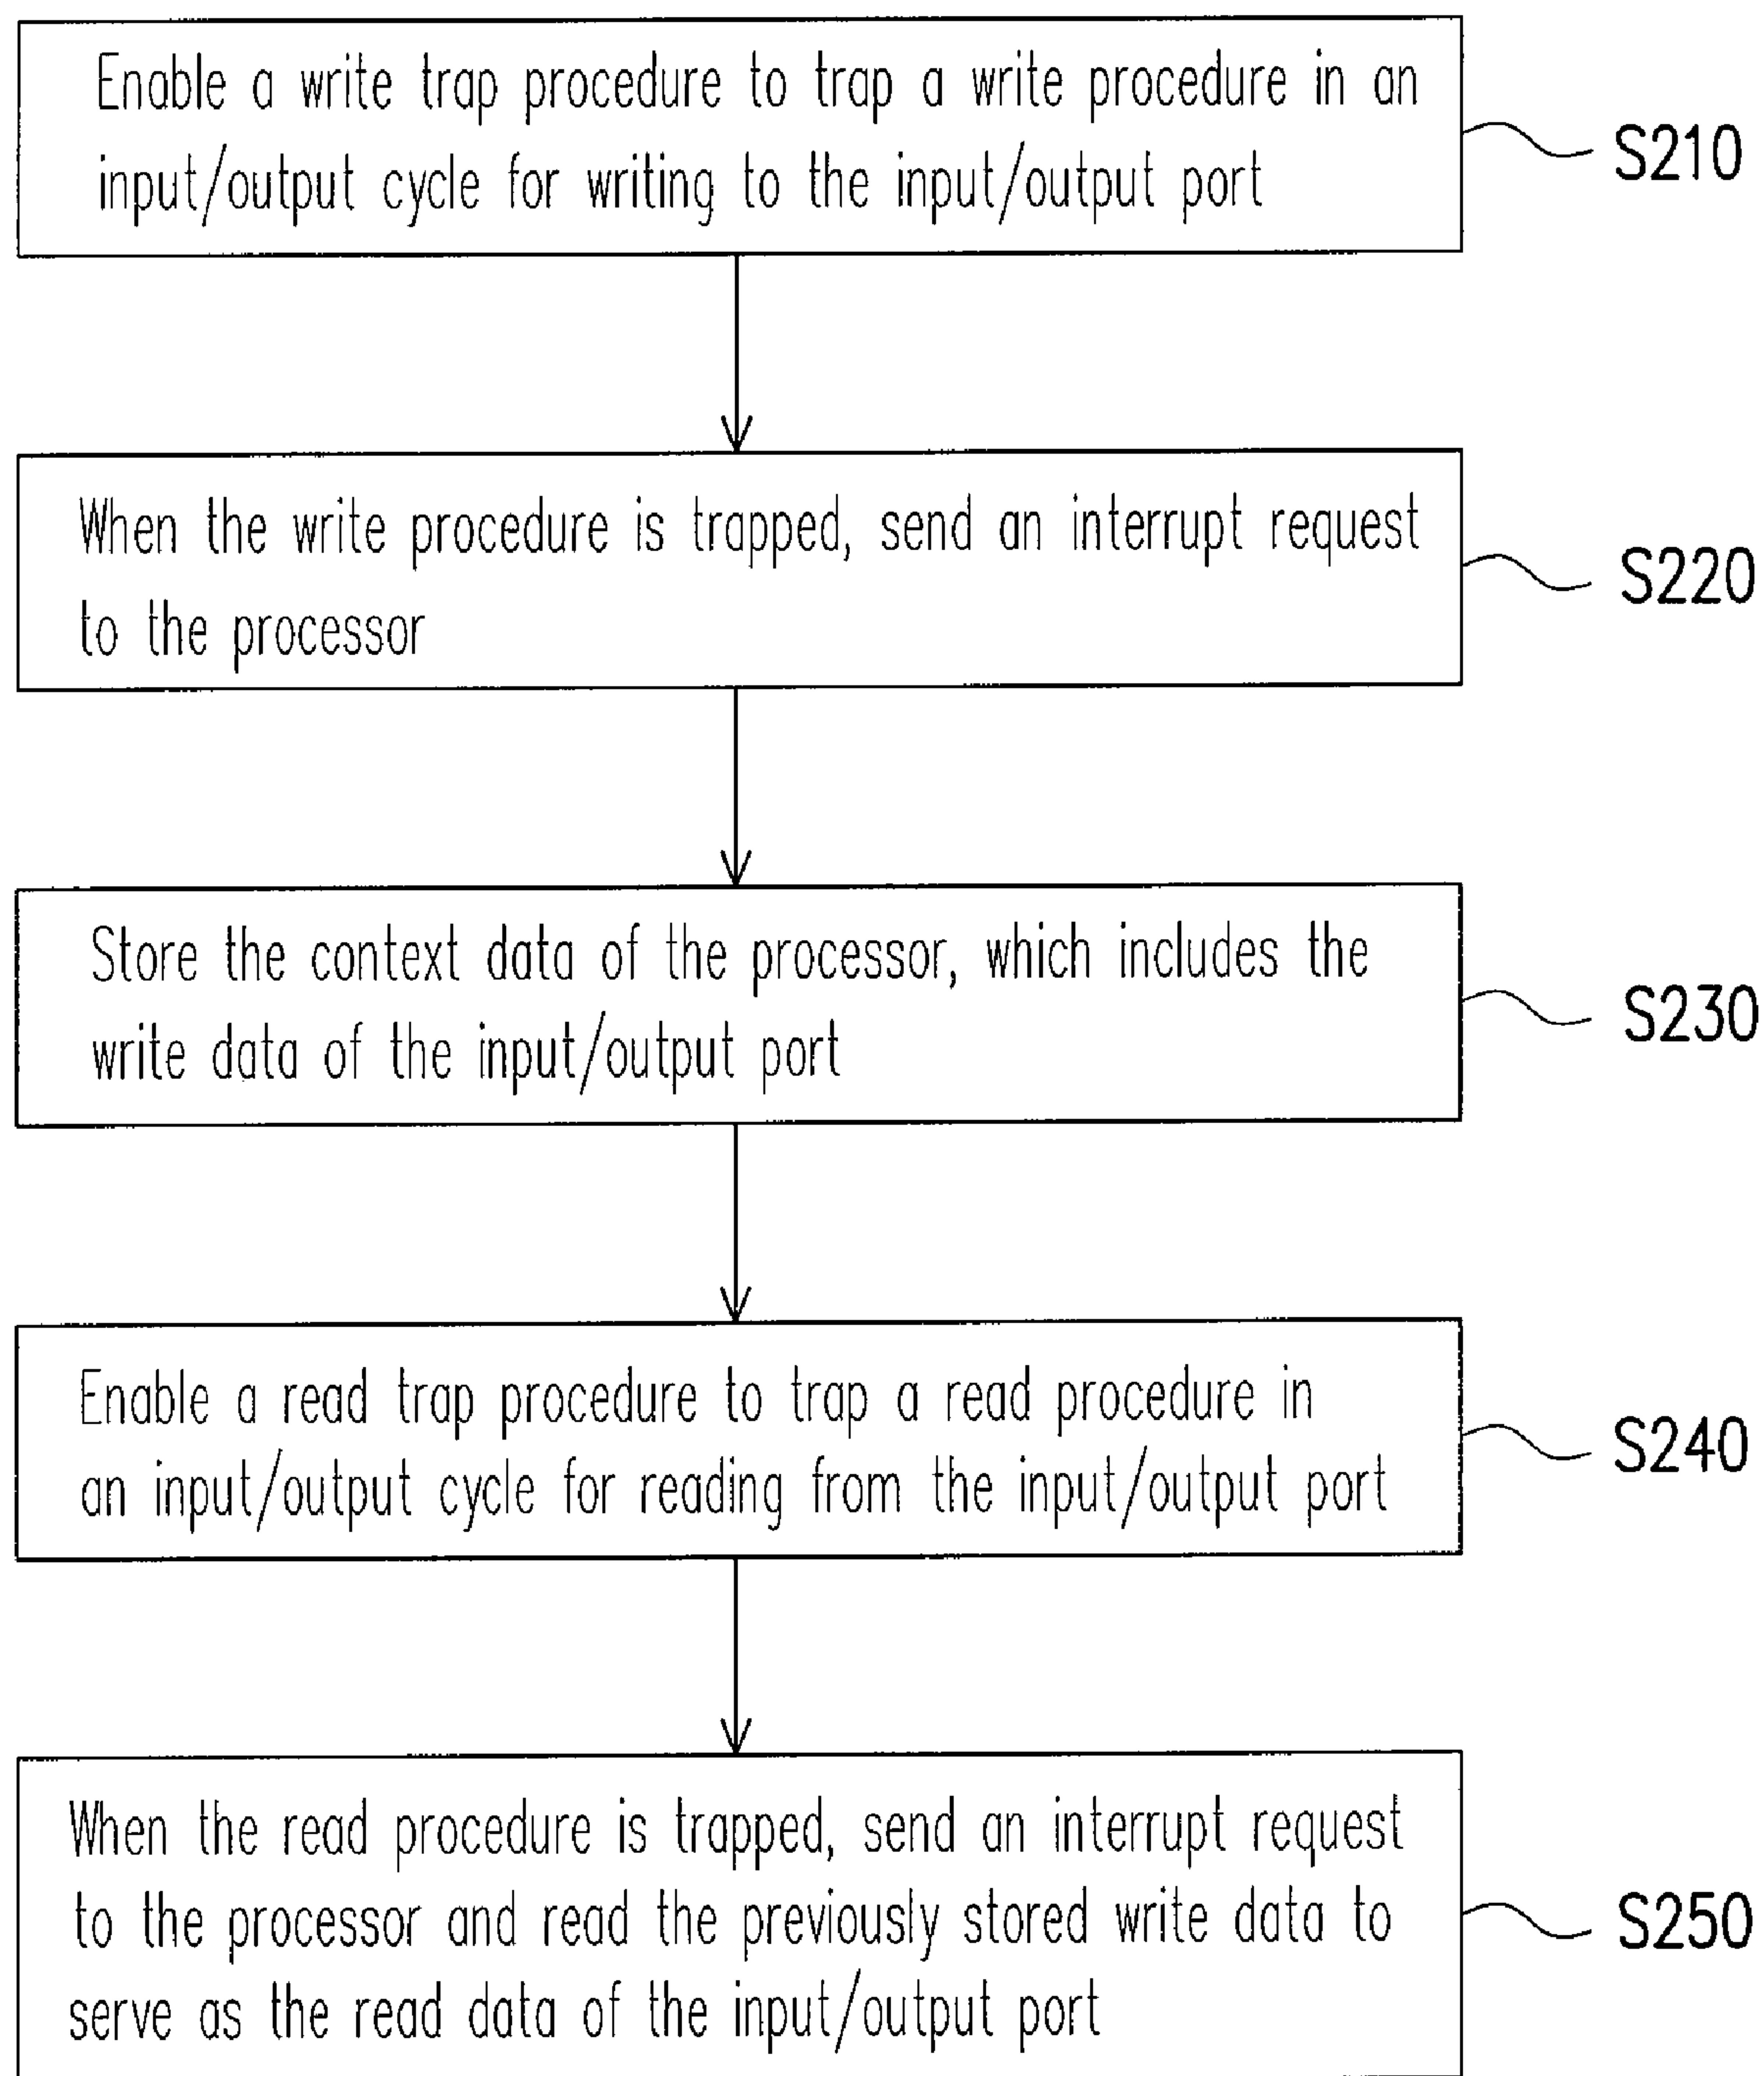 Enable a write trap procedure to trap a write procedure in an
input/output cycle for writing to the input/output port
S210
When the write procedure is trapped, send an interrupt request
to the processor
S220
Store the context data of the processor, which includes the
write data of the input/output port
S230
Enable a read trap procedure to trap a read procedure in
an input/output cycle for reading from the input/output port
S240
When the read procedure is trapped, send an interrupt request
to the processor and read the previously stored write data to
serve as the read data of the input/output port
S250